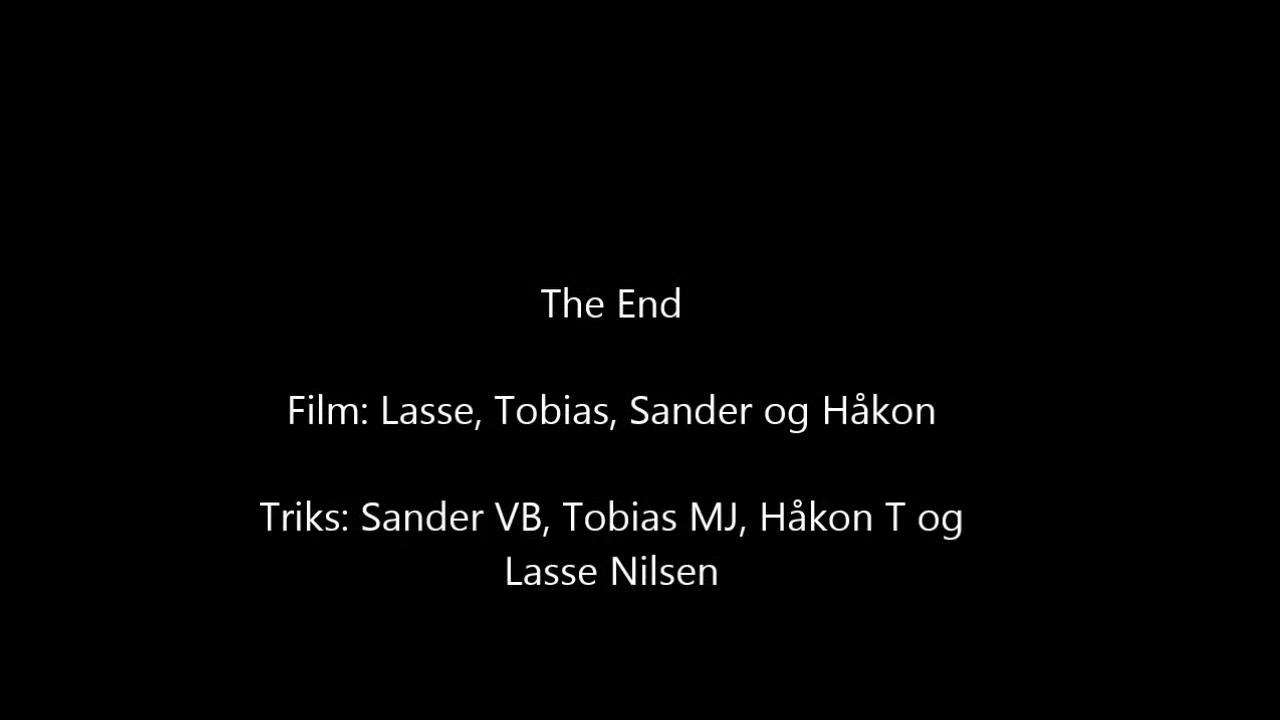 The End
Film: Lasse, Tobias, Sander og Håkon
Triks: Sander VB, Tobias MJ, Håkon T og
Lasse Nilsen